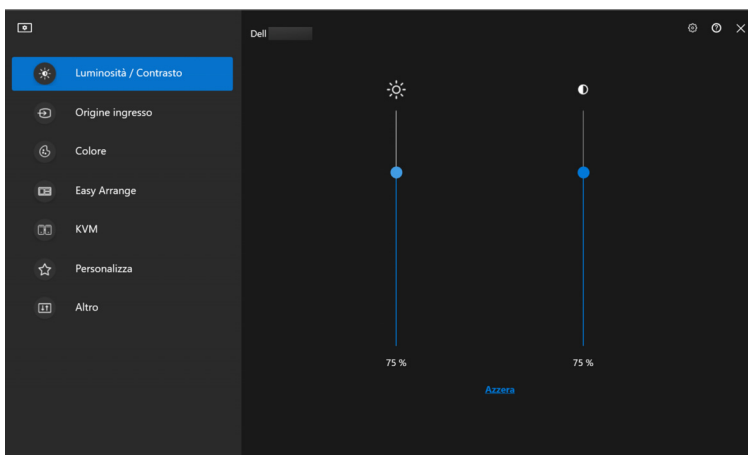 Dell
Luminosità / Contrasto
Origine ingresso
Colore
Easy Arrange
KVM
Personalizza
Altro
75 %
75 %
Azzera